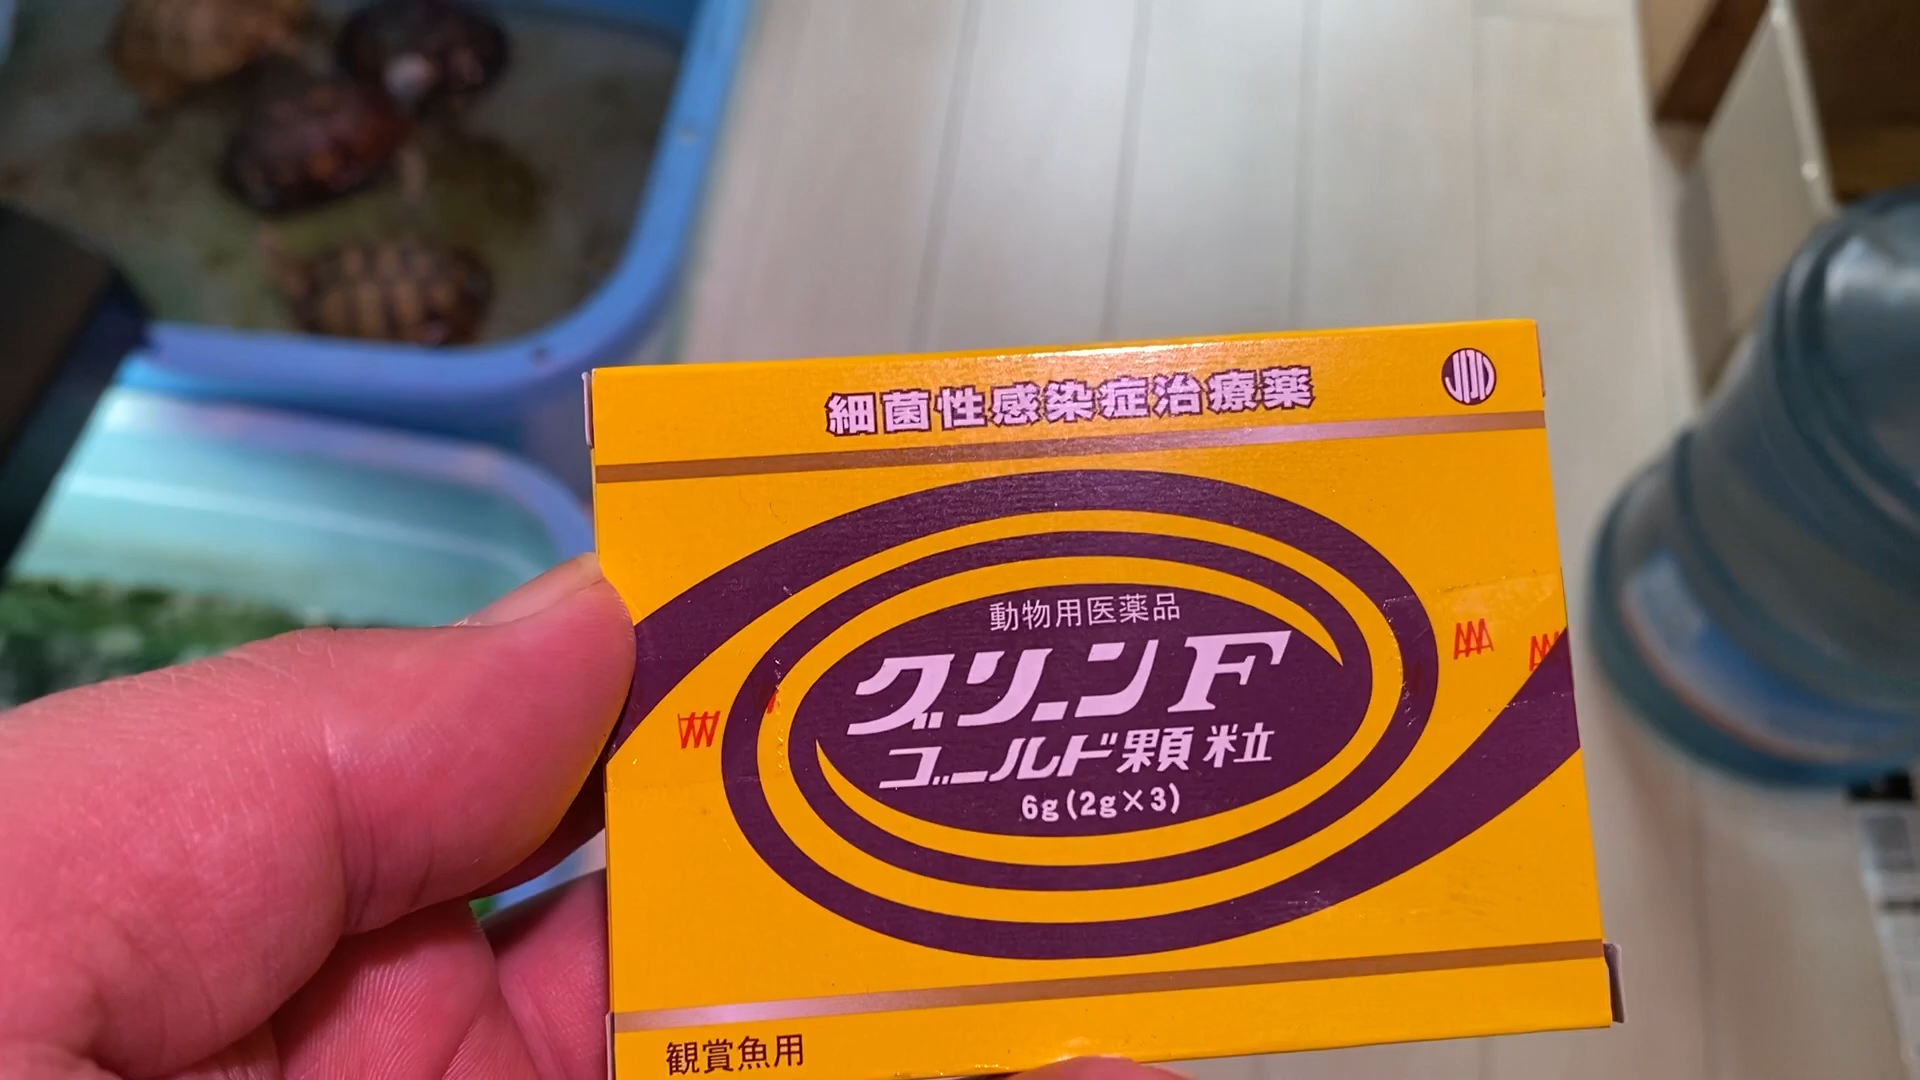 細菌性感染症治療薬
動物用医薬品
グリーンF
ゴールド顆粒
6g(2g×3)
観賞魚用